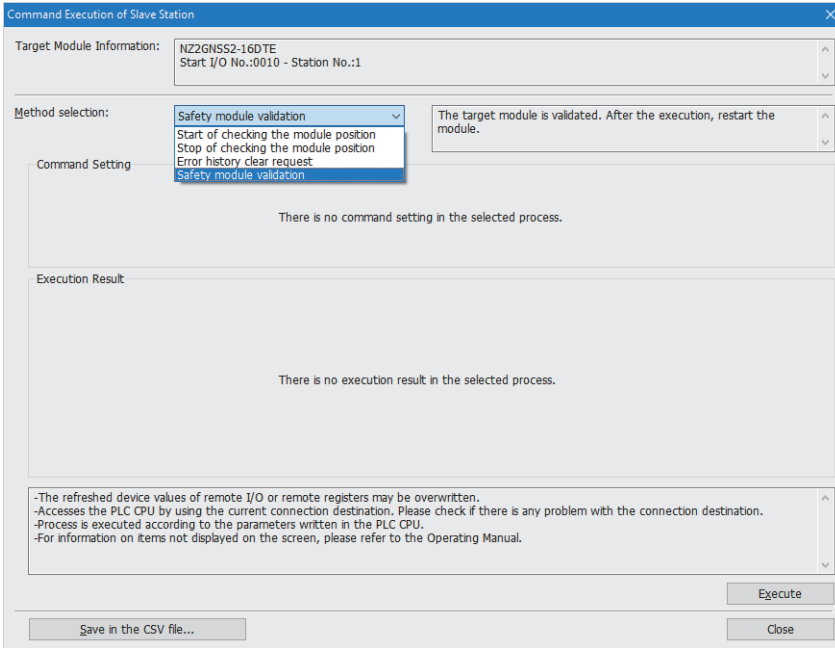 Command Execution of Slave Station
Target Module Information:
NZ2GNSS2-16DTE
Start I/O No.:0010 - Station No.:1
Method selection:
Safety module validation
The target module is validated. After the execution, restart the
module.
Start of checking the module position
Stop of checking the module position
Error history clear request
Safety module validation
Command Setting
There is no command setting in the selected process.
Execution Result
There is no execution result in the selected process.
-The refreshed device values of remote I/O or remote registers may be overwritten.
-Accesses the PLC CPU by using the current connection destination. Please check if there is any problem with the connection destination.
-Process is executed according to the parameters written in the PLC CPU.
-For information on items not displayed on the screen, please refer to the Operating Manual.
Execute
Save in the CSV file...
Close